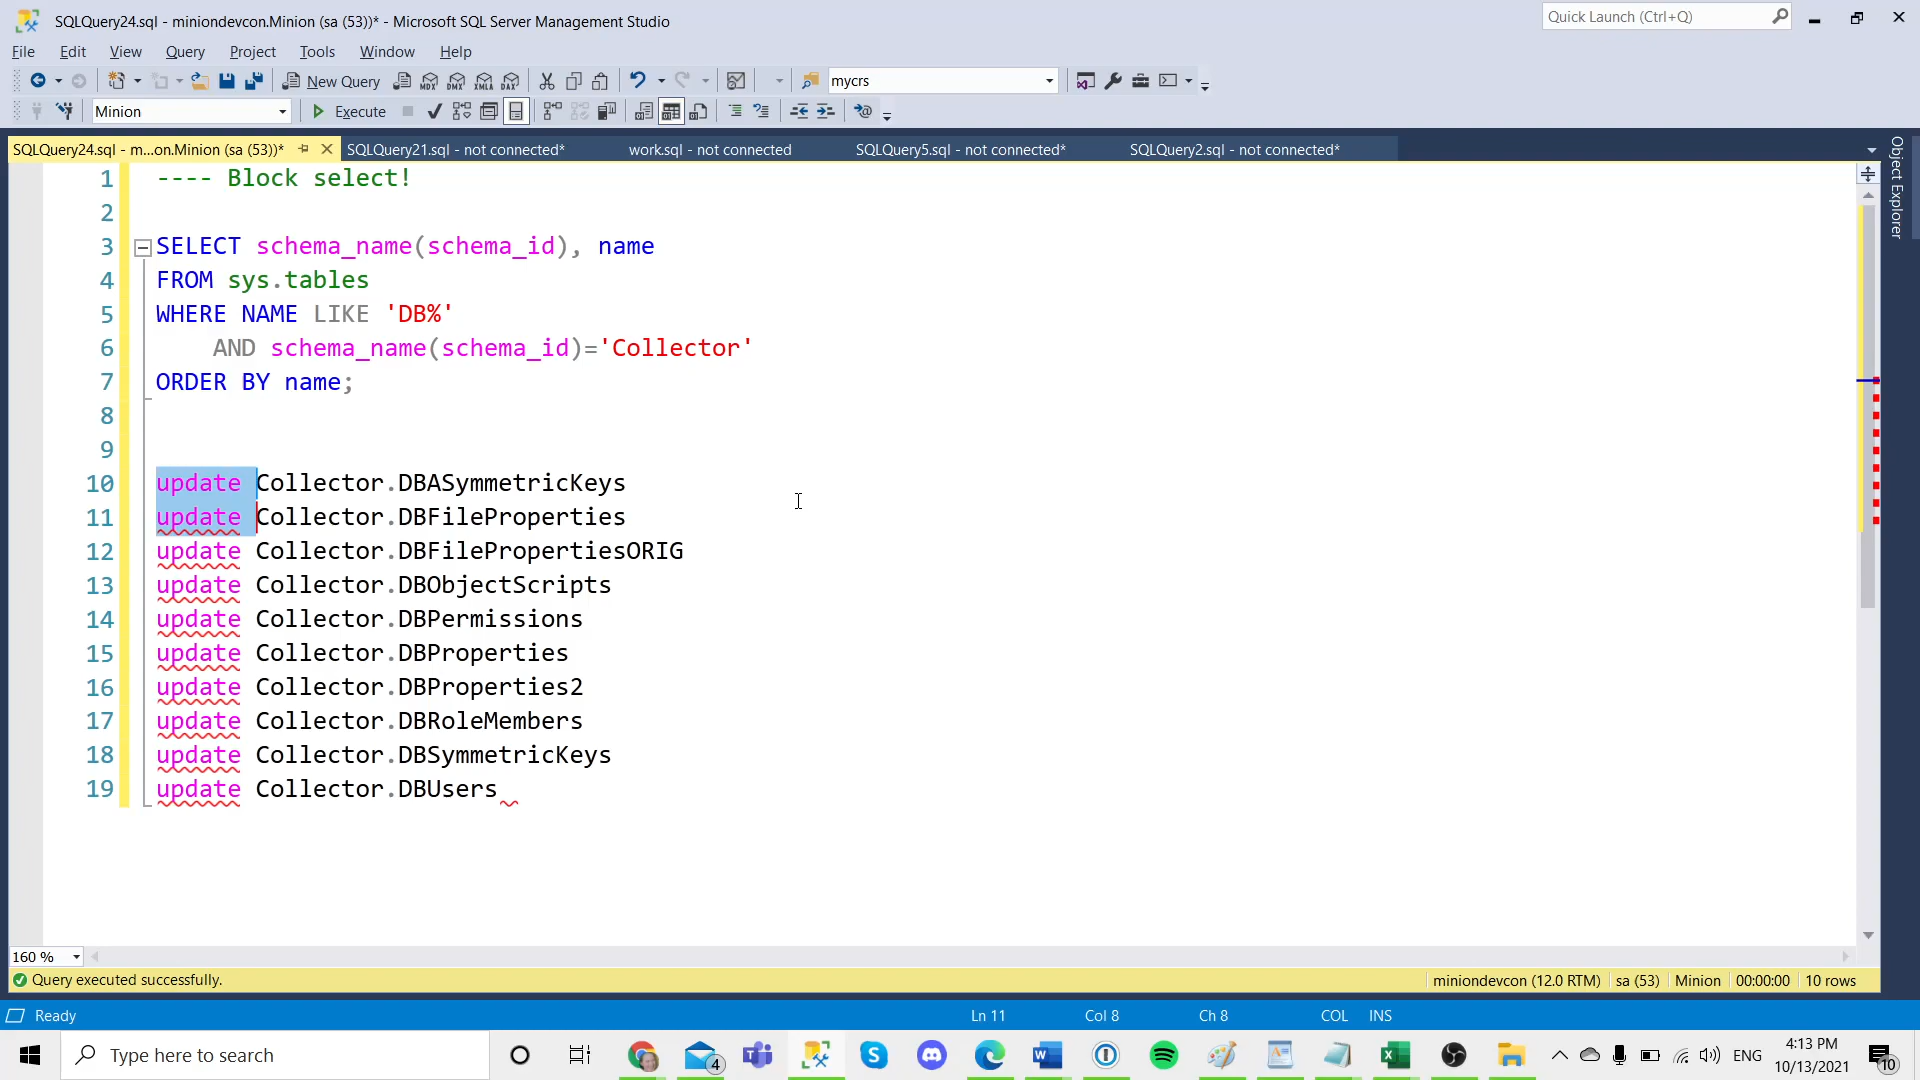 SQLQuery24.sql - miniondevcon.Minion (sa (53))* - Microsoft SQL Server Management Studio
Quick Launch (Ctrl+Q)
File Edit View Query Project Tools Window Help
New Query MDX DMX XMLA DAX mycrs
Minion Execute
SQLQuery24.sql - m...on.Minion (sa (53))* SQLQuery21.sql - not connected* work.sql - not connected SQLQuery5.sql - not connected* SQLQuery2.sql - not connected*
Object Explorer
1 ---- Block select!
2
3 SELECT schema_name(schema_id), name
4 FROM sys.tables
5 WHERE NAME LIKE 'DB%'
6 AND schema_name(schema_id)='Collector'
7 ORDER BY name;
8
9
10 update Collector.DBASymmetricKeys
11 update Collector.DBFileProperties
12 update Collector.DBFilePropertiesORIG
13 update Collector.DBObjectScripts
14 update Collector.DBPermissions
15 update Collector.DBProperties
16 update Collector.DBProperties2
17 update Collector.DBRoleMembers
18 update Collector.DBSymmetricKeys
19 update Collector.DBUsers
160 %
Query executed successfully. miniondevcon (12.0 RTM) sa (53) Minion 00:00:00 10 rows
Ready Ln 11 Col 8 Ch 8 COL INS
Type here to search 4 ENG 4:13 PM 10
10/13/2021